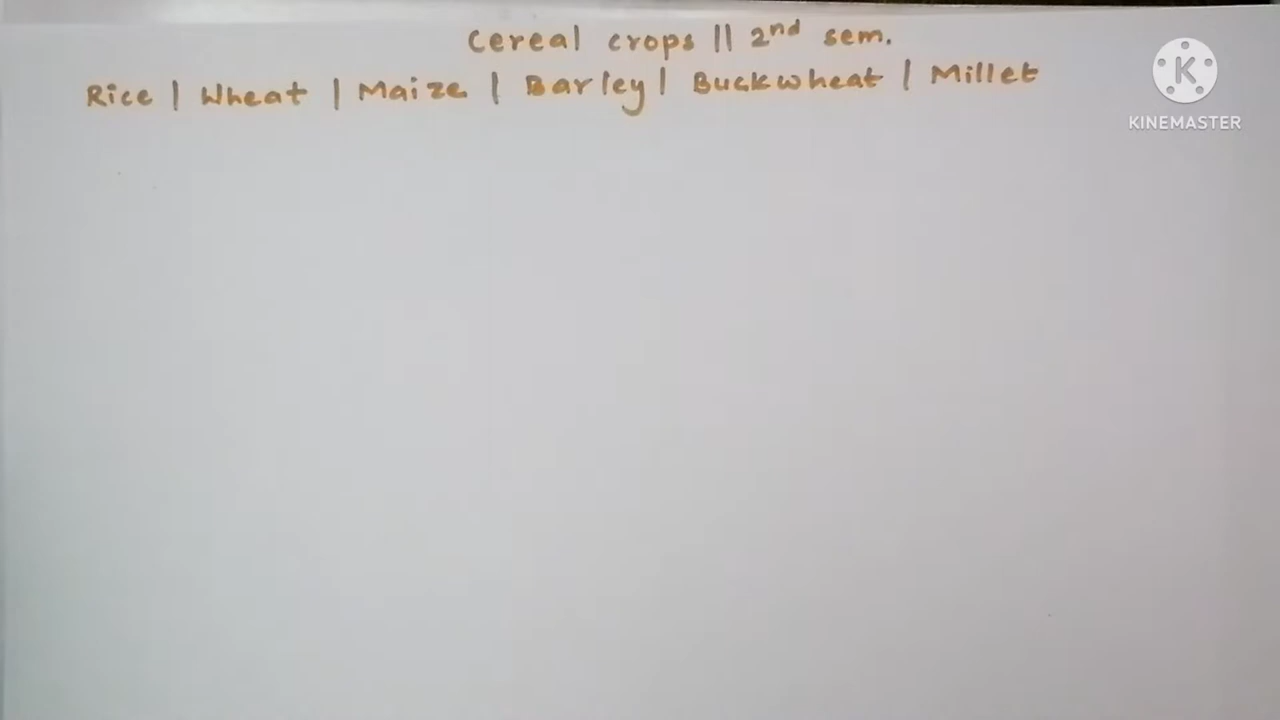 Cereal crops || 2nd sem.
Rice | Wheat | Maize | Barley | Buckwheat | Millet
K
KINEMASTER